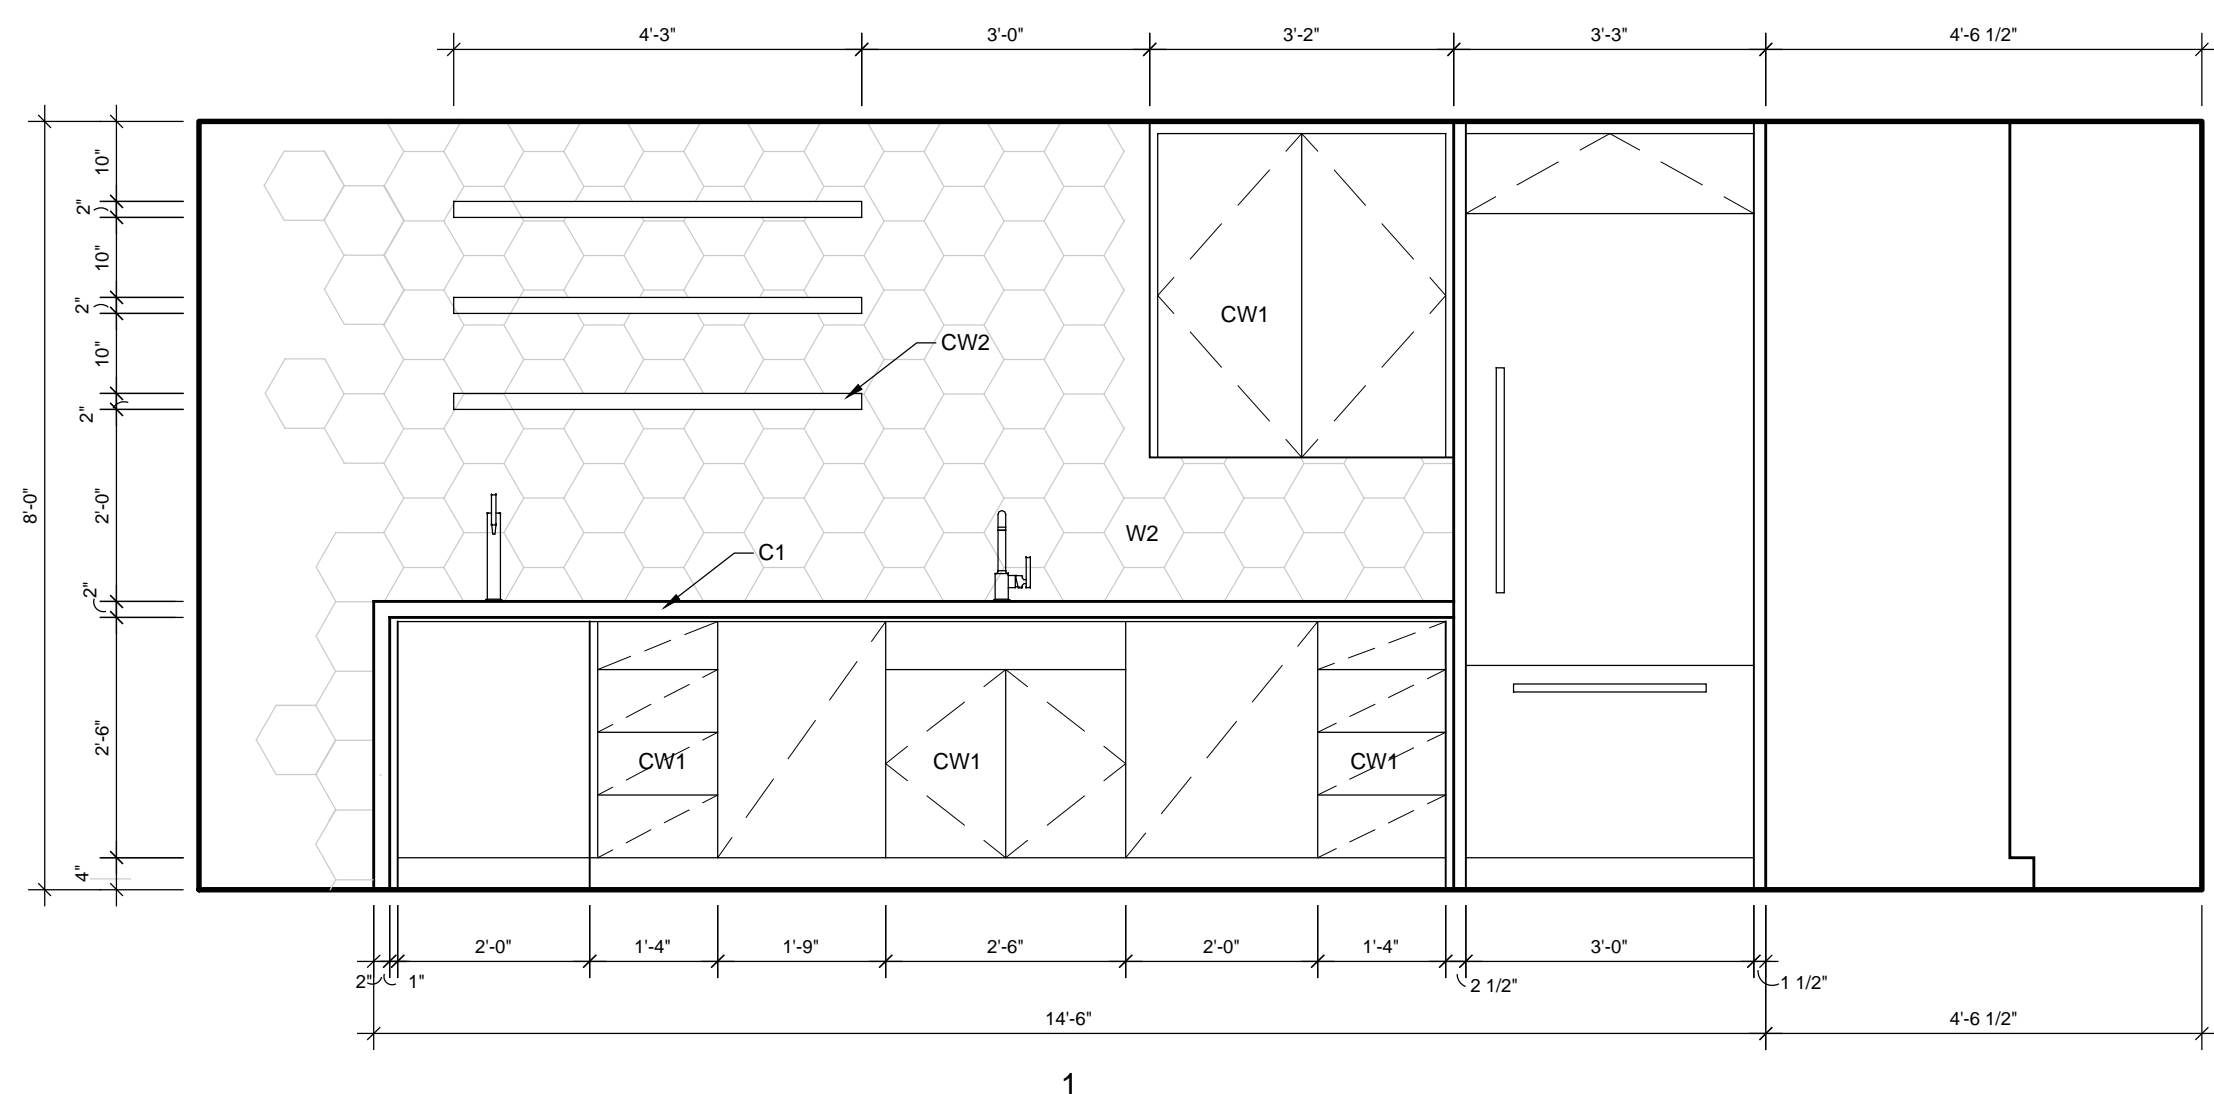 4'-3" 3'-0" 3'-2" 3'-3" 4'-6 1/2"
10"
2"
10"
2"
10"
2"
8'-0"
2'-0"
2"
2'-6"
4"
CW1
CW2
W2
C1
CW1 CW1 CW1
2'-0" 1'-4" 1'-9" 2'-6" 2'-0" 1'-4" 3'-0"
2" 1" 2 1/2" 1 1/2"
14'-6" 4'-6 1/2"
1